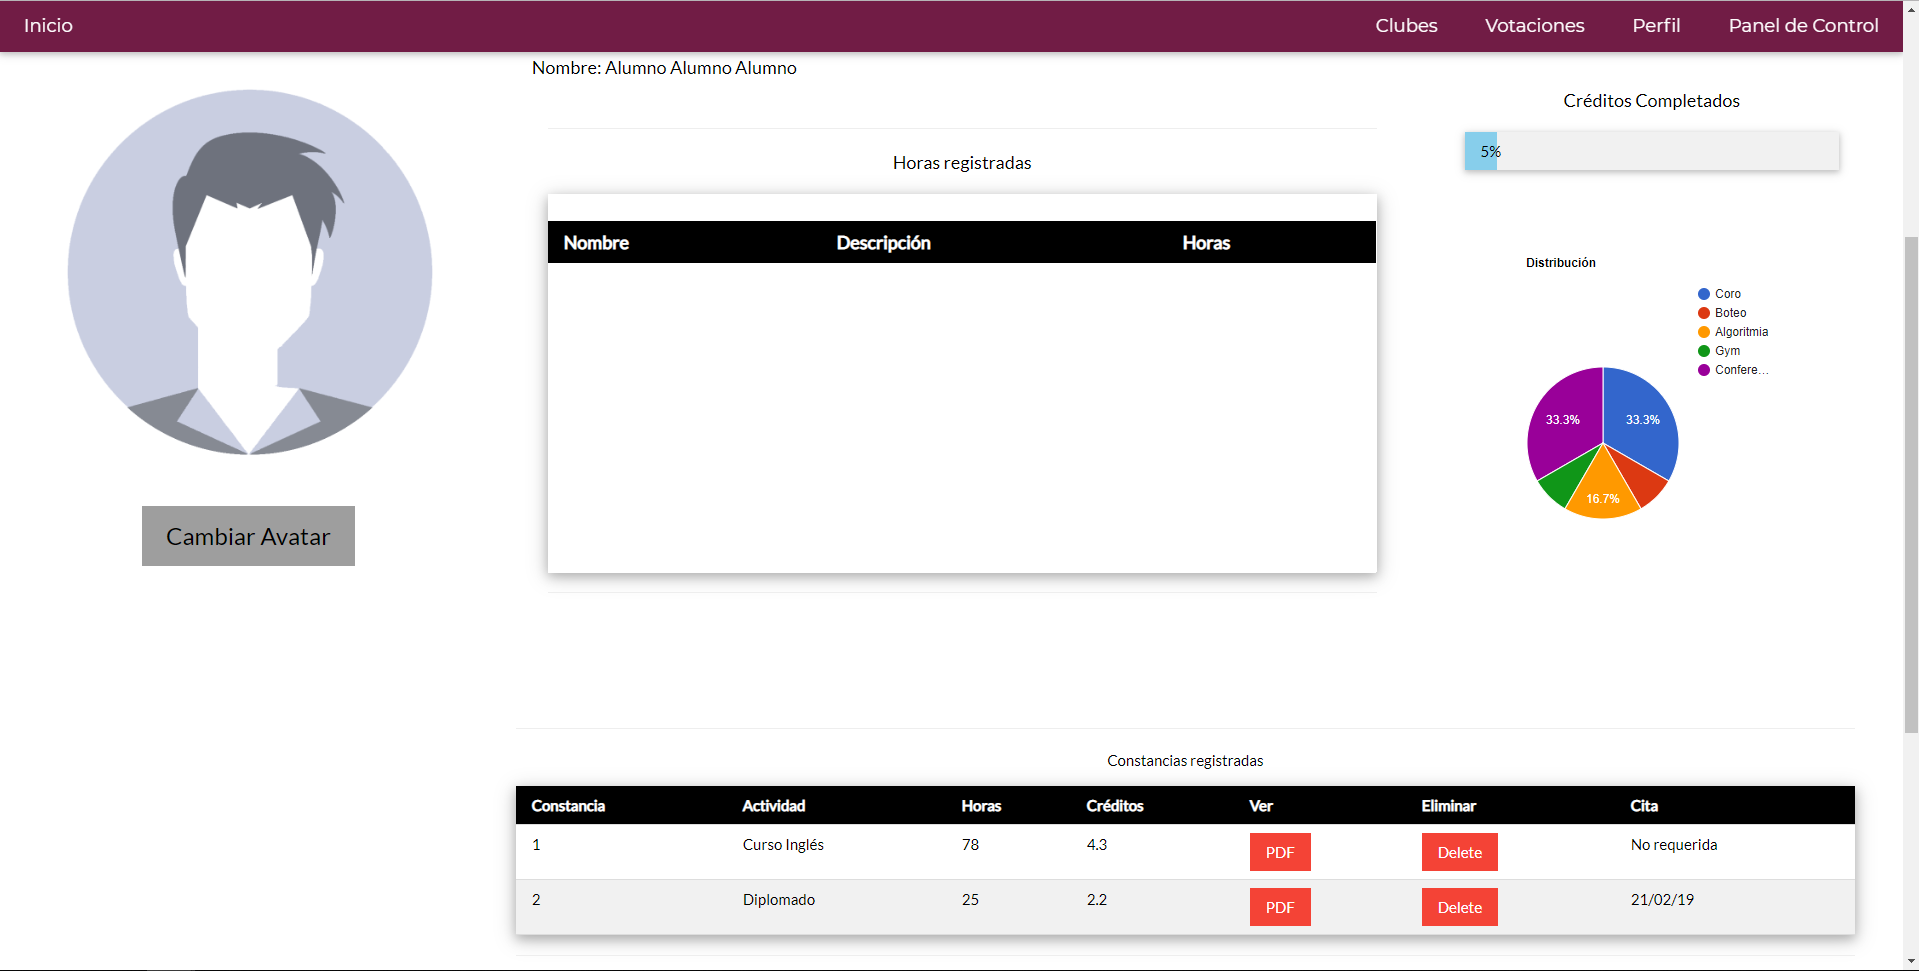 Inicio Clubes Votaciones Perfil Panel de Control
Nombre: Alumno Alumno Alumno
Cambiar Avatar
Horas registradas
Nombre Descripción Horas
Créditos Completados
5%
Distribución
Coro
Boteo
Algoritmia
Gym
Confere...
33.3% 33.3%
16.7%
Constancias registradas
Constancia Actividad Horas Créditos Ver Eliminar Cita
1 Curso Inglés 78 4.3 PDF Delete No requerida
2 Diplomado 25 2.2 PDF Delete 21/02/19